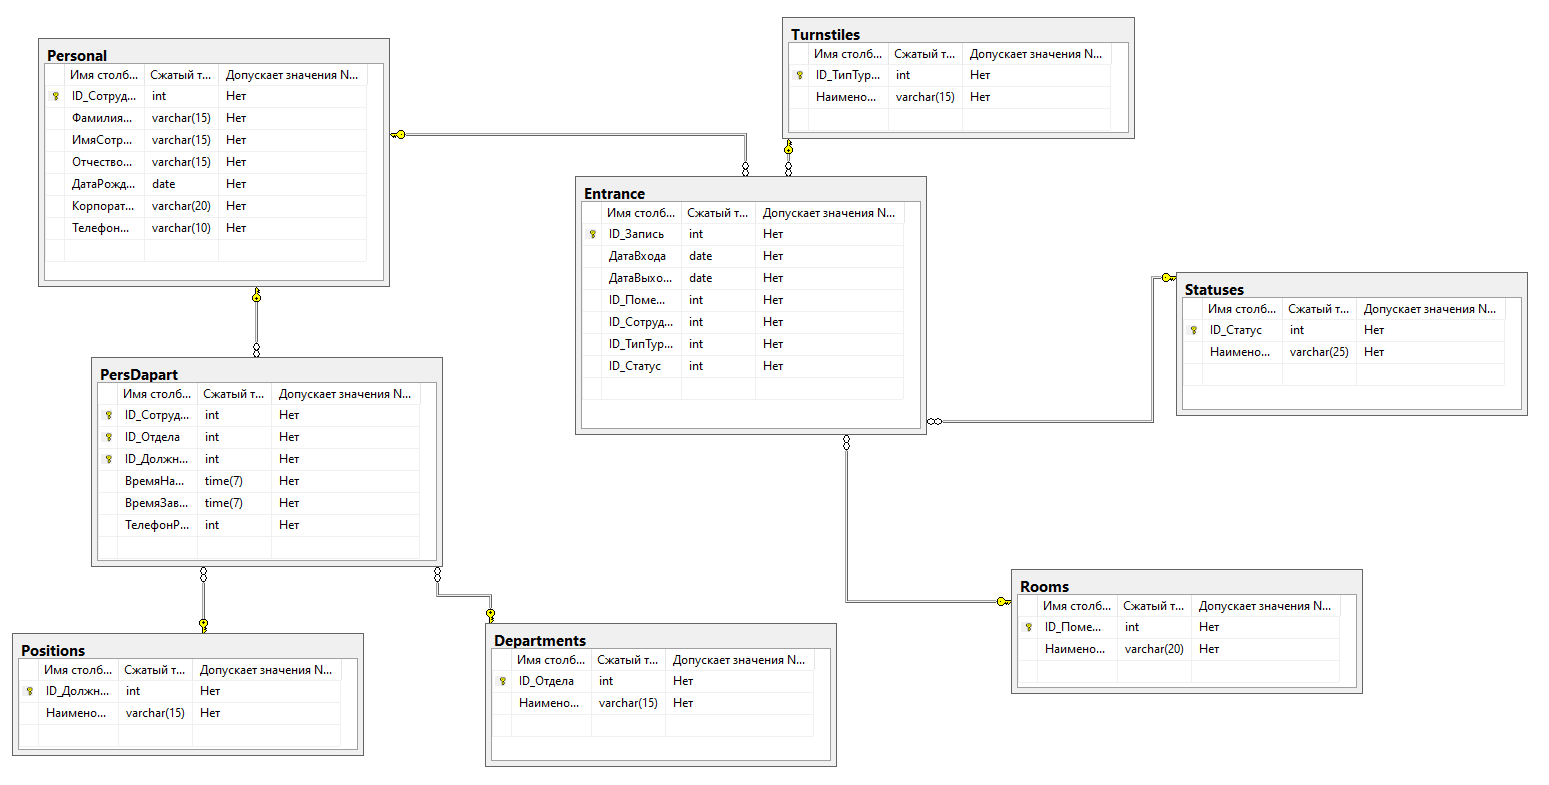 Personal
Имя столб... Сжатый т... Допускает значения N...
ID_Сотруд... int Нет
Фамилия... varchar(15) Нет
ИмяСотр... varchar(15) Нет
Отчество... varchar(15) Нет
ДатаРожд... date Нет
Корпорат... varchar(20) Нет
Телефон... varchar(10) Нет
Turnstiles
Имя столб... Сжатый т... Допускает значения N...
ID_ТипТур... int Нет
Наимено... varchar(15) Нет
Entrance
Имя столб... Сжатый т... Допускает значения N...
ID_Запись int Нет
ДатаВхода date Нет
ДатаВыхо... date Нет
ID_Поме... int Нет
ID_Сотруд... int Нет
ID_ТипТур... int Нет
ID_Статус int Нет
Statuses
Имя столб... Сжатый т... Допускает значения N...
ID_Статус int Нет
Наимено... varchar(25) Нет
PersDapart
Имя столб... Сжатый т... Допускает значения N...
ID_Сотруд... int Нет
ID_Отдела int Нет
ID_Должн... int Нет
ВремяНа... time(7) Нет
ВремяЗав... time(7) Нет
ТелефонР... int Нет
Rooms
Имя столб... Сжатый т... Допускает значения N...
ID_Поме... int Нет
Наимено... varchar(20) Нет
Positions
Имя столб... Сжатый т... Допускает значения N...
ID_Должн... int Нет
Наимено... varchar(15) Нет
Departments
Имя столб... Сжатый т... Допускает значения N...
ID_Отдела int Нет
Наимено... varchar(15) Нет